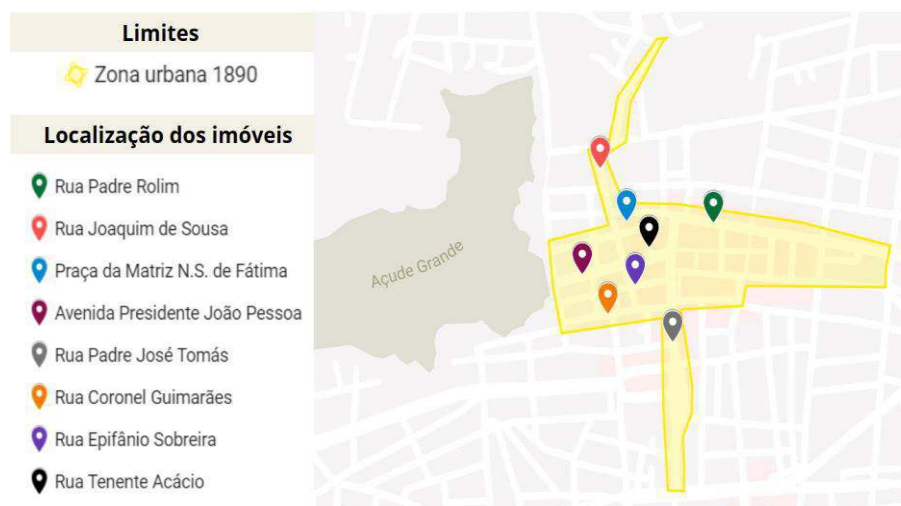 Limites
Zona urbana 1890
Localização dos imóveis
Rua Padre Rolim
Rua Joaquim de Sousa
Praça da Matriz N.S. de Fátima
Avenida Presidente João Pessoa
Rua Padre José Tomás
Rua Coronel Guimarães
Rua Epifânio Sobreira
Rua Tenente Acácio
Açude Grande